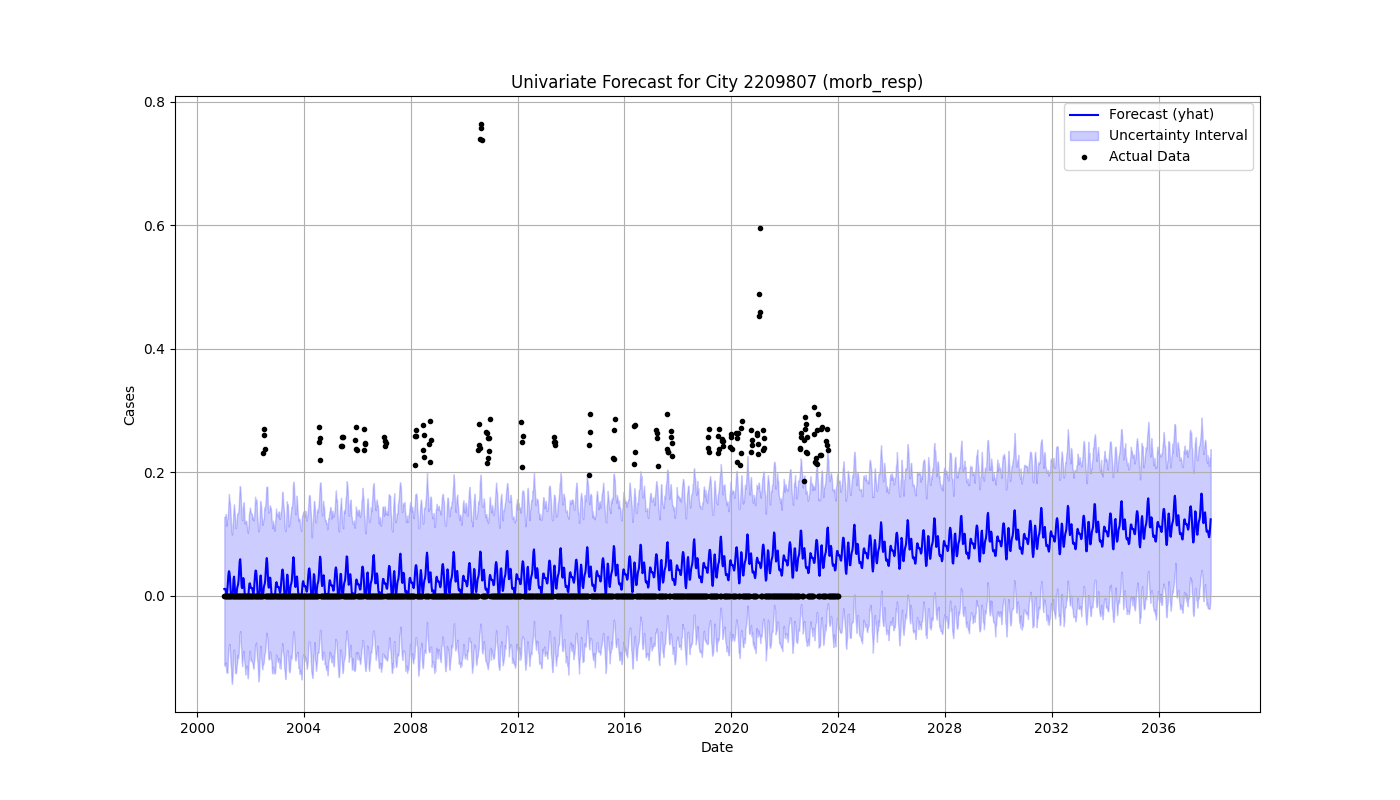 Univariate Forecast for City 2209807 (morb_resp)
Forecast (yhat)
Uncertainty Interval
Actual Data
Cases
0.8
0.6
0.4
0.2
0.0
2000 2004 2008 2012 2016 2020 2024 2028 2032 2036
Date